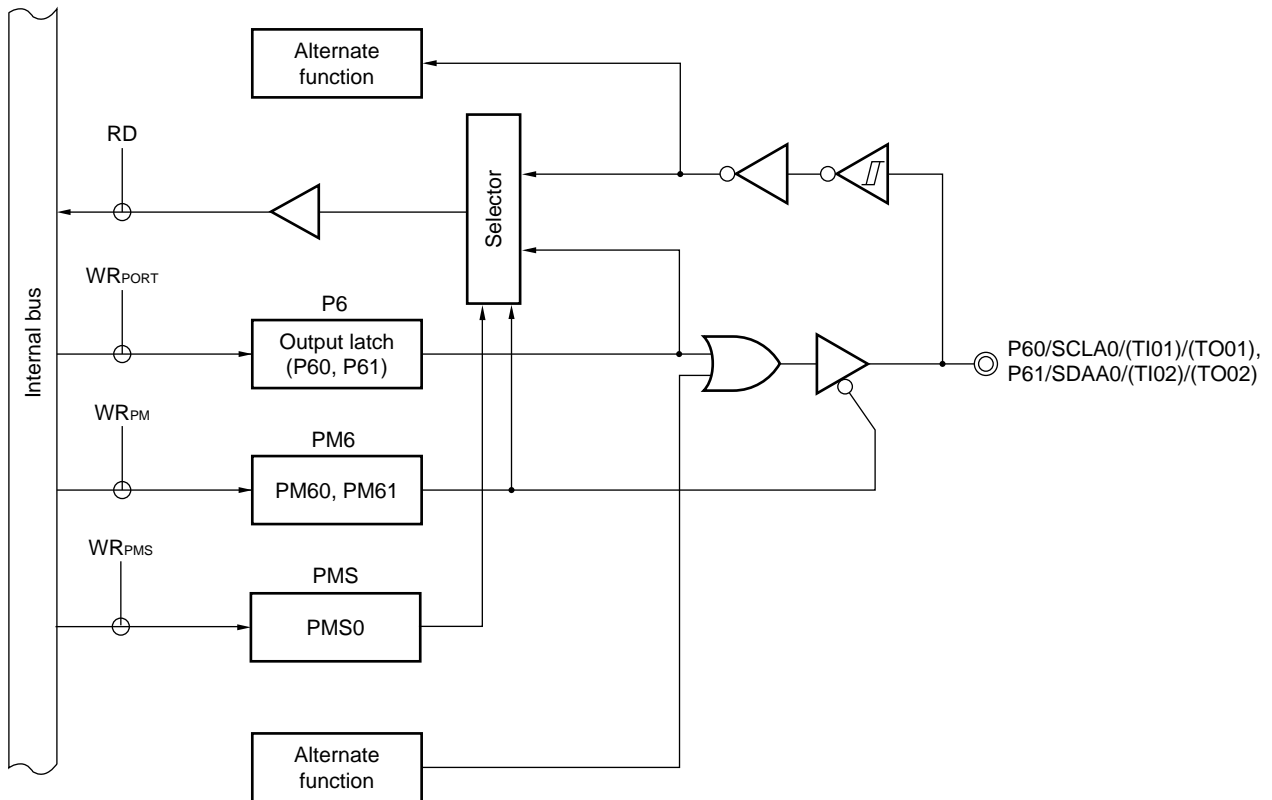 Alternate
function
RD
Selector
WRPORT
P6
Output latch
(P60, P61)
Internal bus
P60/SCLA0/(TI01)/(TO01),
P61/SDAA0/(TI02)/(TO02)
WRPM
PM6
PM60, PM61
WRPMS
PMS
PMS0
Alternate
function